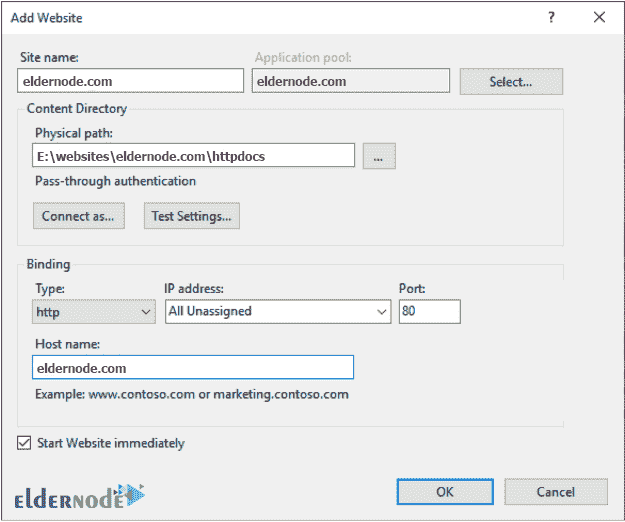 Add Website
? ×
Site name: Application pool:
eldernode.com eldernode.com Select...
Content Directory
Physical path:
E:\websites\eldernode.com\httpdocs ...
Pass-through authentication
Connect as... Test Settings...
Binding
Type: IP address: Port:
http All Unassigned 80
Host name:
eldernode.com
Example: www.contoso.com or marketing.contoso.com
Start Website immediately
ELDERNODE
OK Cancel